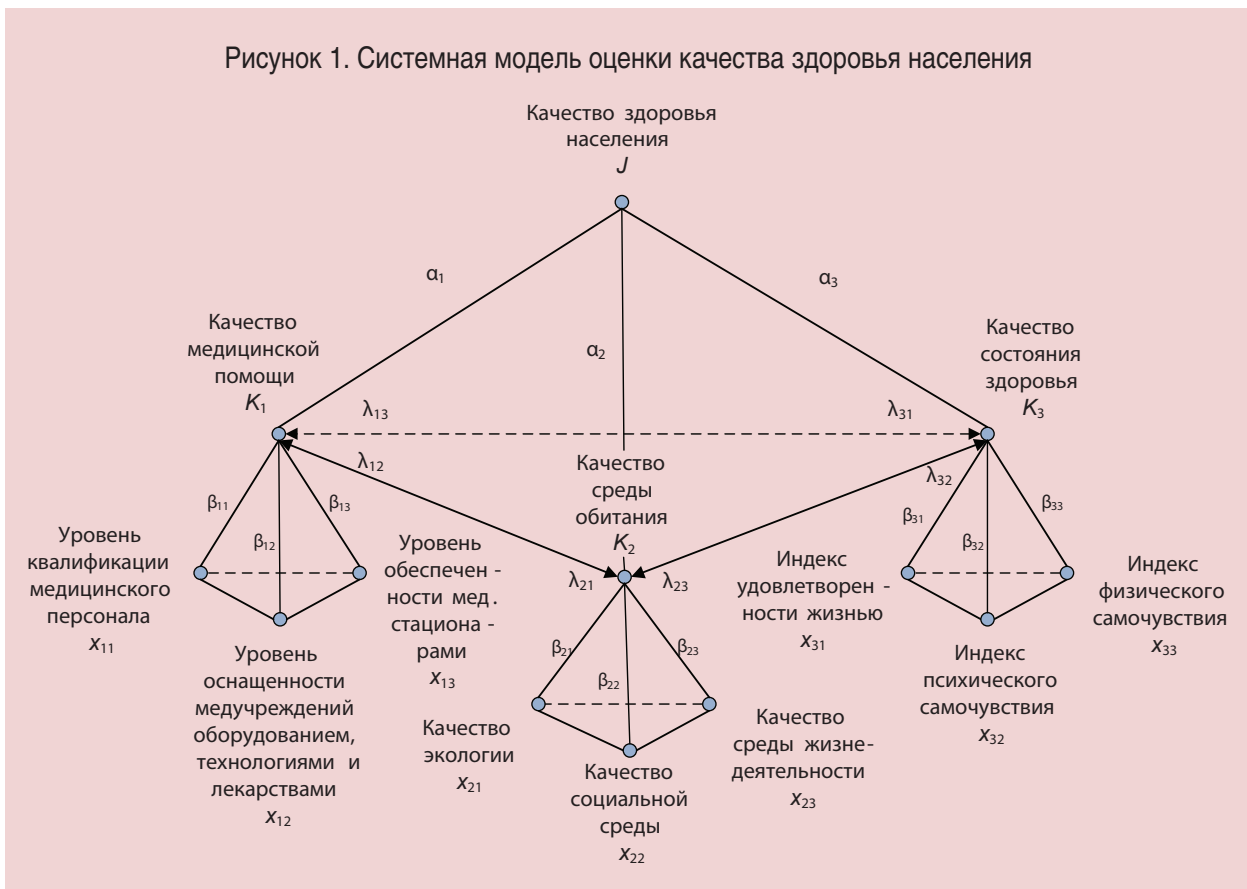 Рисунок 1. Системная модель оценки качества здоровья населения
Качество здоровья
населения
J
α1
α3
α2
Качество
медицинской
помощи
K1
Качество
состояния
здоровья
K3
λ13
λ31
λ12
λ32
Качество
среды
обитания
K2
λ21
λ23
β11
β12
β13
β31
β32
β33
Уровень
квалификации
медицинского
персонала
x11
Уровень
оснащенности
медучреждений
оборудованием,
технологиями и
лекарствами
x12
Уровень
обеспечен -
ности мед.
стациона -
рами
x13
β21
β22
β23
Качество
экологии
x21
Качество
социальной
среды
x22
Качество
среды жизне-
деятельности
x23
Индекс
удовлетворен -
ности жизнью
x31
Индекс
психического
самочувствия
x32
Индекс
физического
самочувствия
x33